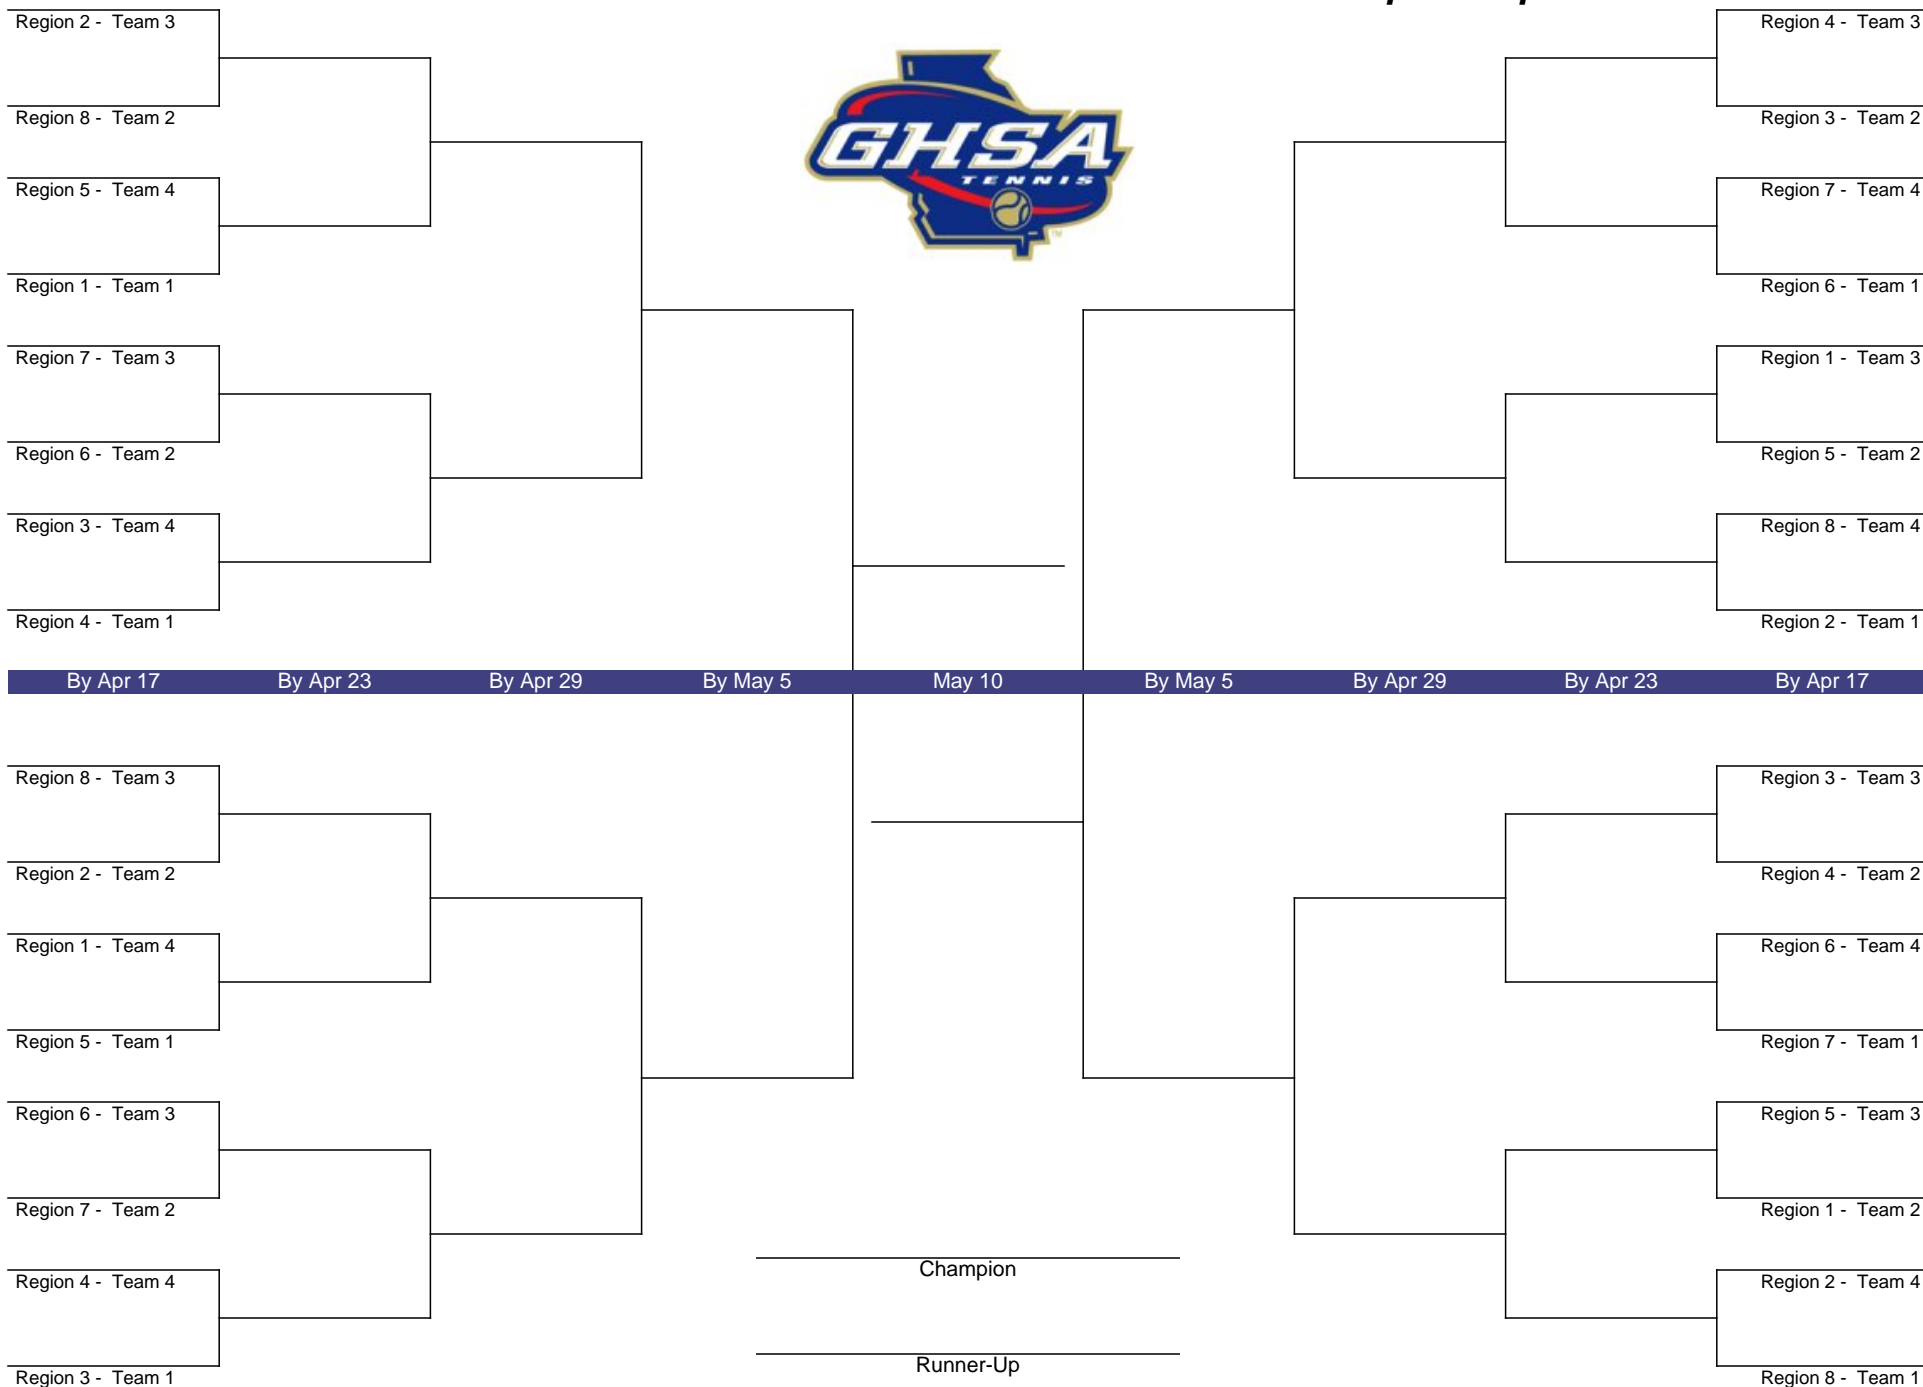 Region 2 - Team 3
Region 8 - Team 2
Region 5 - Team 4
Region 1 - Team 1
Region 7 - Team 3
Region 6 - Team 2
Region 3 - Team 4
Region 4 - Team 1
GHSA
TENNIS
TM
Region 4 - Team 3
Region 3 - Team 2
Region 7 - Team 4
Region 6 - Team 1
Region 1 - Team 3
Region 5 - Team 2
Region 8 - Team 4
Region 2 - Team 1
By Apr 17 By Apr 23 By Apr 29 By May 5 May 10 By May 5 By Apr 29 By Apr 23 By Apr 17
Region 8 - Team 3
Region 2 - Team 2
Region 1 - Team 4
Region 5 - Team 1
Region 6 - Team 3
Region 7 - Team 2
Region 4 - Team 4
Region 3 - Team 1
Champion
Runner-Up
Region 3 - Team 3
Region 4 - Team 2
Region 6 - Team 4
Region 7 - Team 1
Region 5 - Team 3
Region 1 - Team 2
Region 2 - Team 4
Region 8 - Team 1